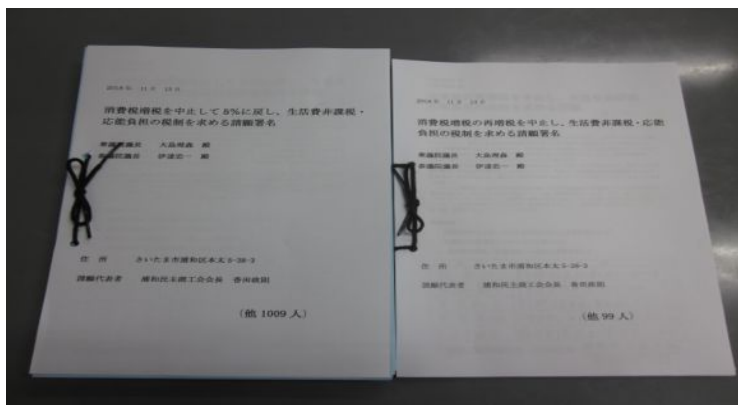 2018年 11月 13日
消費税増税を中止して5%に戻し、生活費非課税・
応能負担の税制を求める請願署名
衆議院議長 大島理森 殿
参議院議長 伊達忠一 殿
住 所 さいたま市浦和区本太5-20-3
請願代表者 浦和民主商工会会長
(他 1009 人)
2018年 11月 13日
消費税増税の再増税を中止し、生活費非課税・応能
負担の税制を求める請願署名
衆議院議長 大島理森 殿
参議院議長 伊達忠一 殿
住 所 さいたま市浦和区本太
請願代表者 浦和民主商工会会長
(他 99 人)